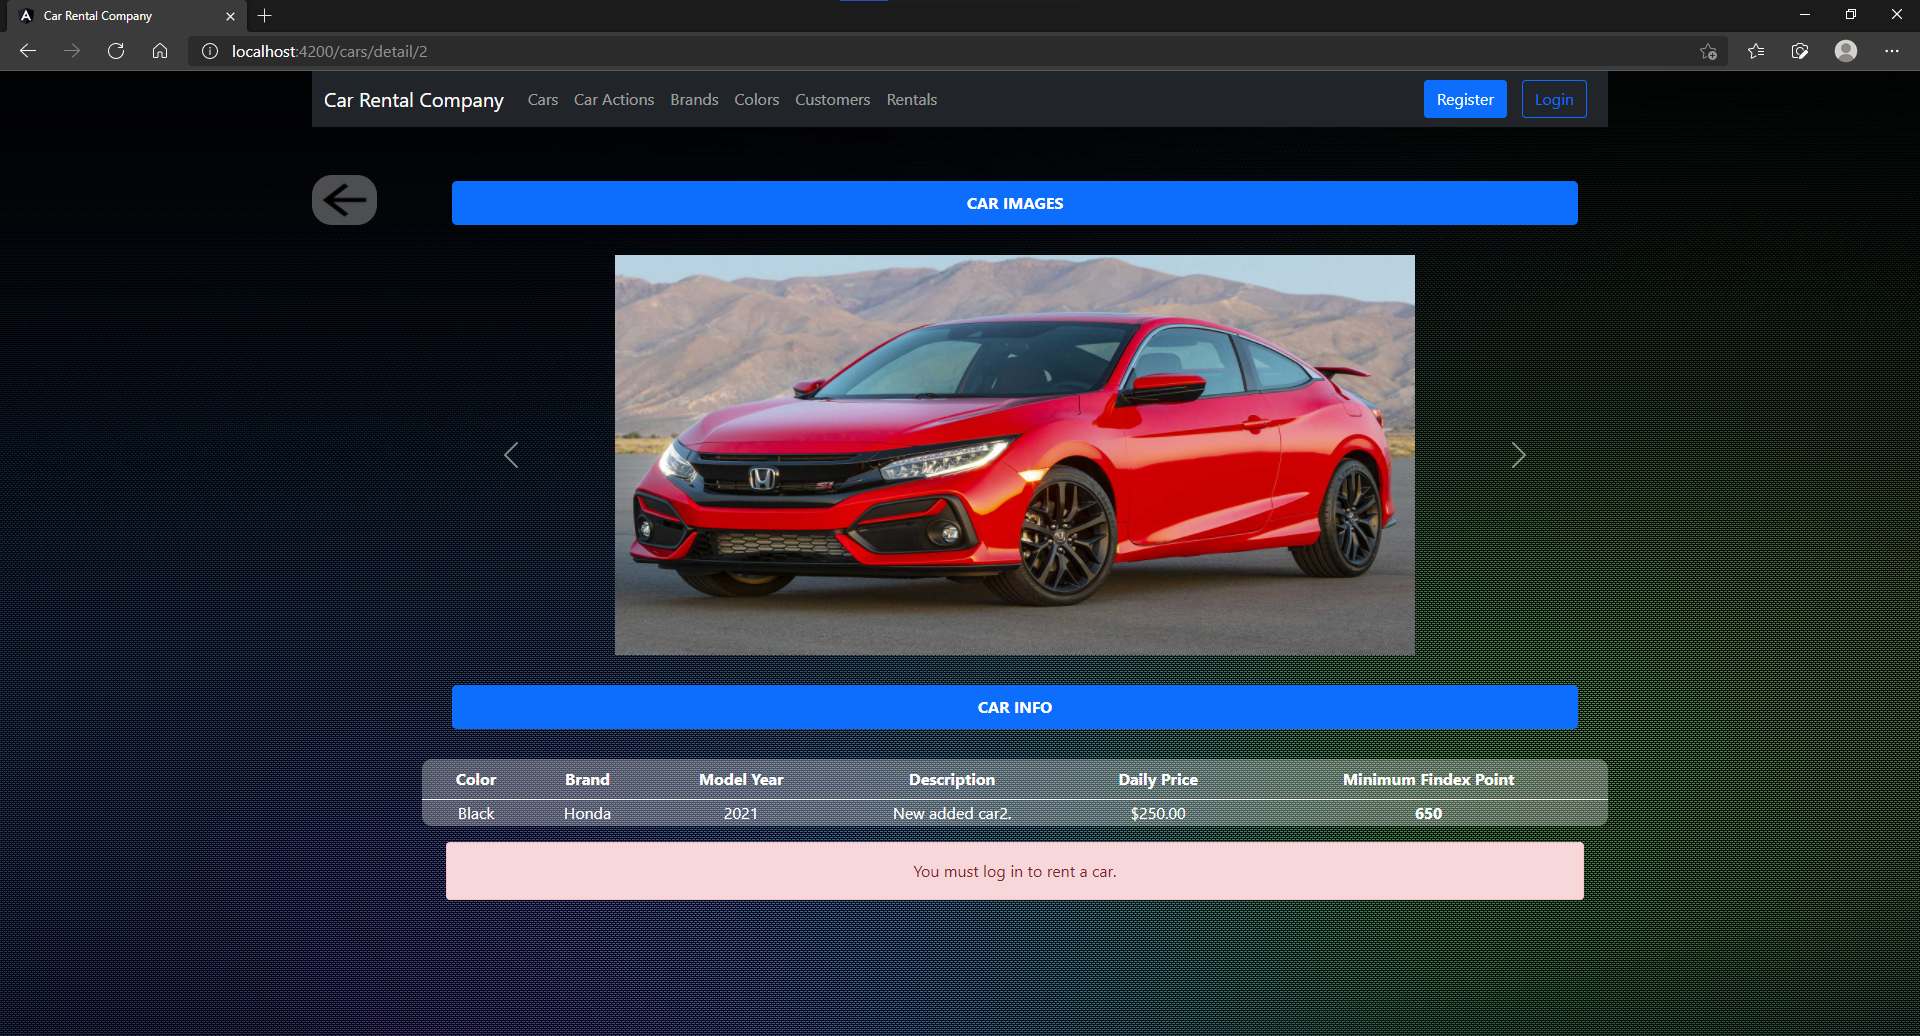 Car Rental Company
localhost:4200/cars/detail/2
Car Rental Company Cars Car Actions Brands Colors Customers Rentals Register Login
CAR IMAGES
Si
CAR INFO
Color Brand Model Year Description Daily Price Minimum Findex Point
Black Honda 2021 New added car2. $250.00 650
You must log in to rent a car.